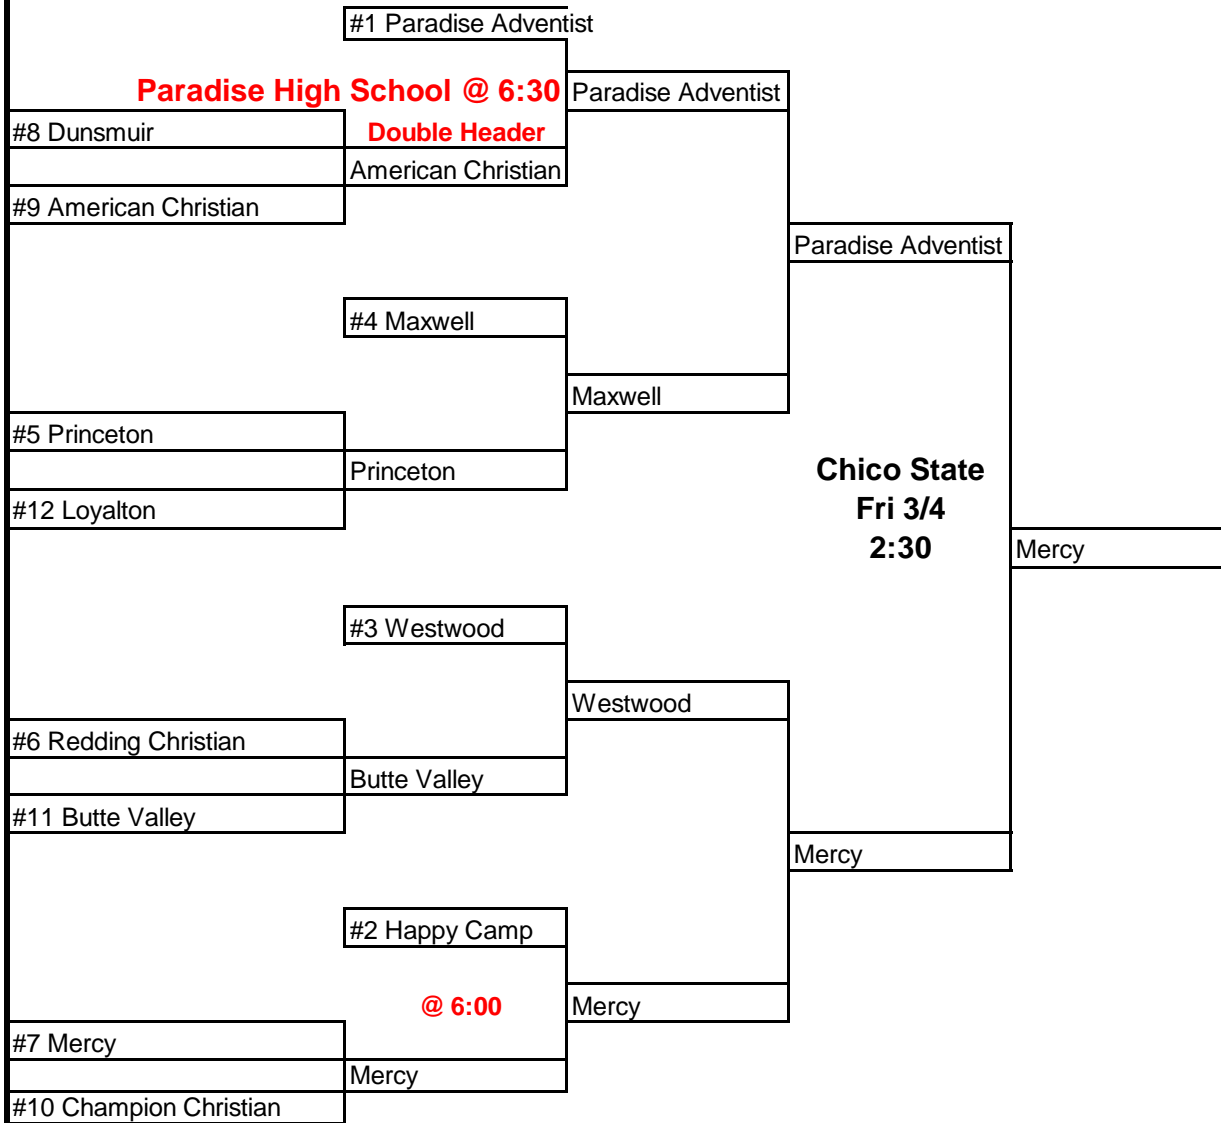 #1 Paradise Adventist
Paradise High School @ 6:30
Paradise Adventist
#8 Dunsmuir
Double Header
American Christian
#9 American Christian
Paradise Adventist
#4 Maxwell
Maxwell
#5 Princeton
Princeton
#12 Loyalton
Chico State
Fri 3/4
2:30
Mercy
#3 Westwood
Westwood
#6 Redding Christian
Butte Valley
#11 Butte Valley
Mercy
#2 Happy Camp
@ 6:00
Mercy
#7 Mercy
Mercy
#10 Champion Christian